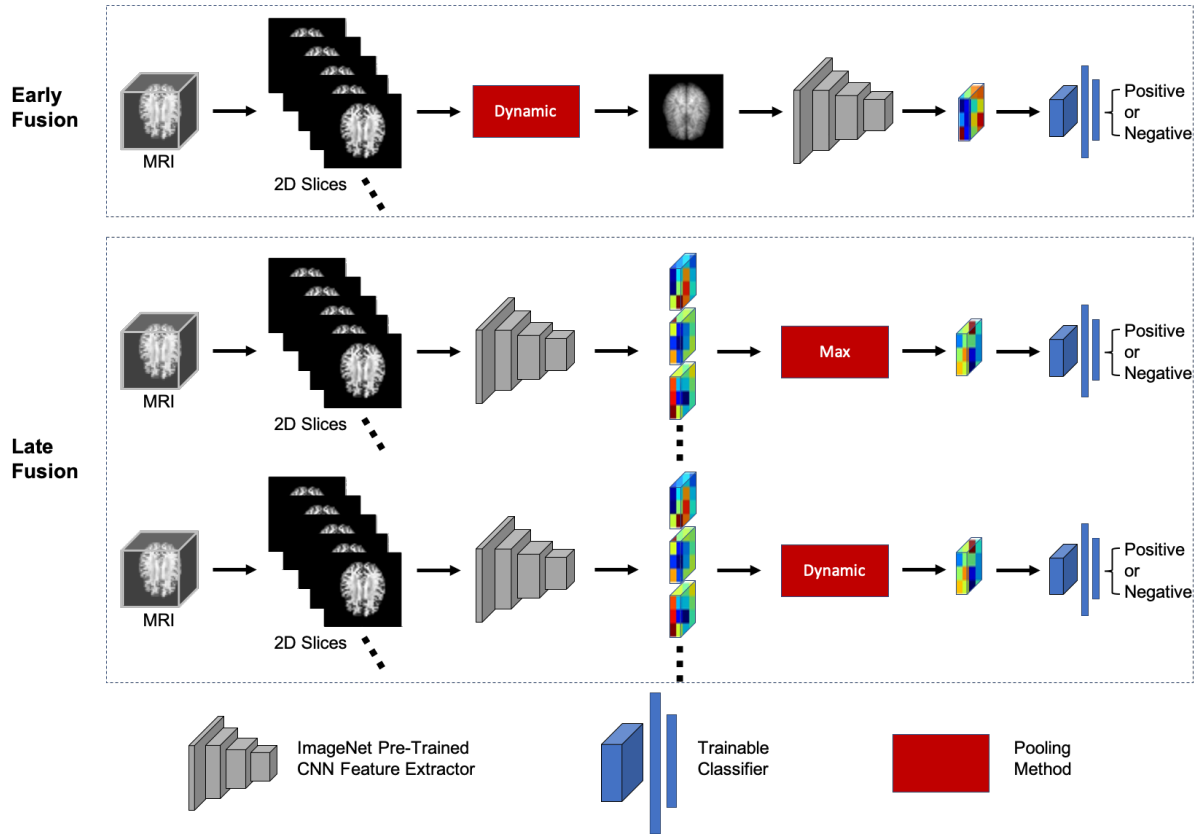 Early
Fusion
MRI
2D Slices
Dynamic
Positive
or
Negative
Late
Fusion
MRI
2D Slices
Max
Positive
or
Negative
MRI
2D Slices
Dynamic
Positive
or
Negative
ImageNet Pre-Trained
CNN Feature Extractor
Trainable
Classifier
Pooling
Method